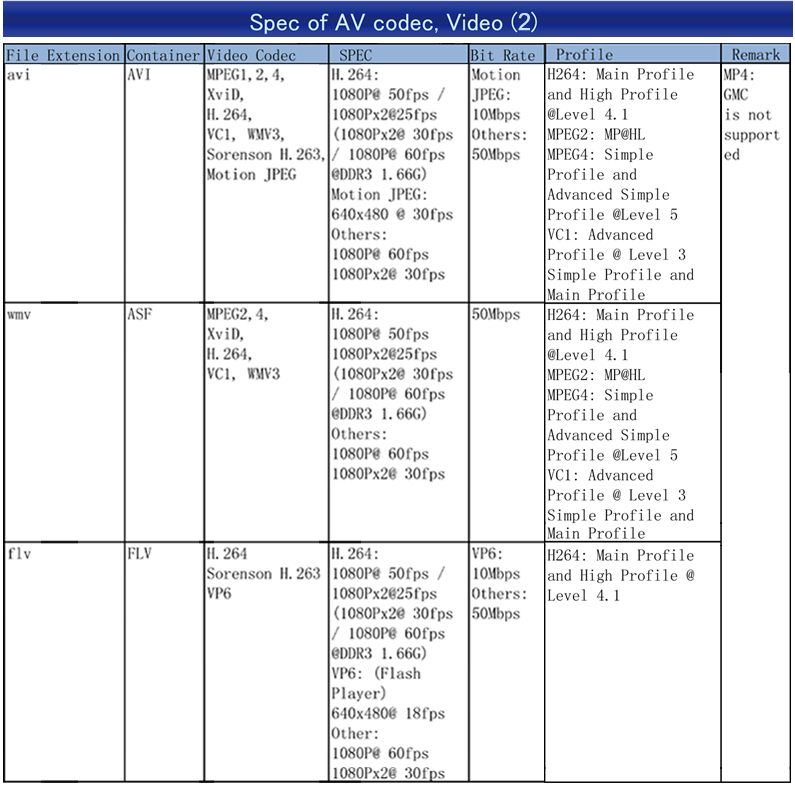 Spec of AV codec, Video (2)
File Extension Container Video Codec SPEC Bit Rate Profile Remark
avi
AVI
MPEG1, 2, 4,
XviD,
H. 264,
VC1, WMV3,
Sorenson H. 263,
Motion JPEG
H. 264:
1080P@ 50fps /
1080Px2@25fps
(1080Px2@ 30fps
/ 1080P@ 60fps
@DDR3 1.66G)
Motion JPEG:
640x480 @ 30fps
Others:
1080P@ 60fps
1080Px2@ 30fps
Motion
JPEG:
10Mbps
Others:
50Mbps
H264: Main Profile
and High Profile
@Level 4.1
MPEG2: MP@HL
MPEG4: Simple
Profile and
Advanced Simple
Profile @Level 5
VC1: Advanced
Profile @ Level 3
Simple Profile and
Main Profile
MP4:
GMC
is not
support
ed
wmv
ASF
MPEG2, 4,
XviD,
H. 264,
VC1, WMV3
H. 264:
1080P@ 50fps
1080Px2@25fps
(1080Px2@ 30fps
/ 1080P@ 60fps
@DDR3 1.66G)
Others:
1080P@ 60fps
1080Px2@ 30fps
50Mbps
H264: Main Profile
and High Profile
@Level 4.1
MPEG2: MP@HL
MPEG4: Simple
Profile and
Advanced Simple
Profile @Level 5
VC1: Advanced
Profile @ Level 3
Simple Profile and
Main Profile
flv
FLV
H. 264
Sorenson H. 263
VP6
H. 264:
1080P@ 50fps /
1080Px2@25fps
(1080Px2@ 30fps
/ 1080P@ 60fps
@DDR3 1.66G)
VP6: (Flash
Player)
640x480@ 18fps
Other:
1080P@ 60fps
1080Px2@ 30fps
VP6:
10Mbps
Others:
50Mbps
H264: Main Profile
and High Profile @
Level 4.1